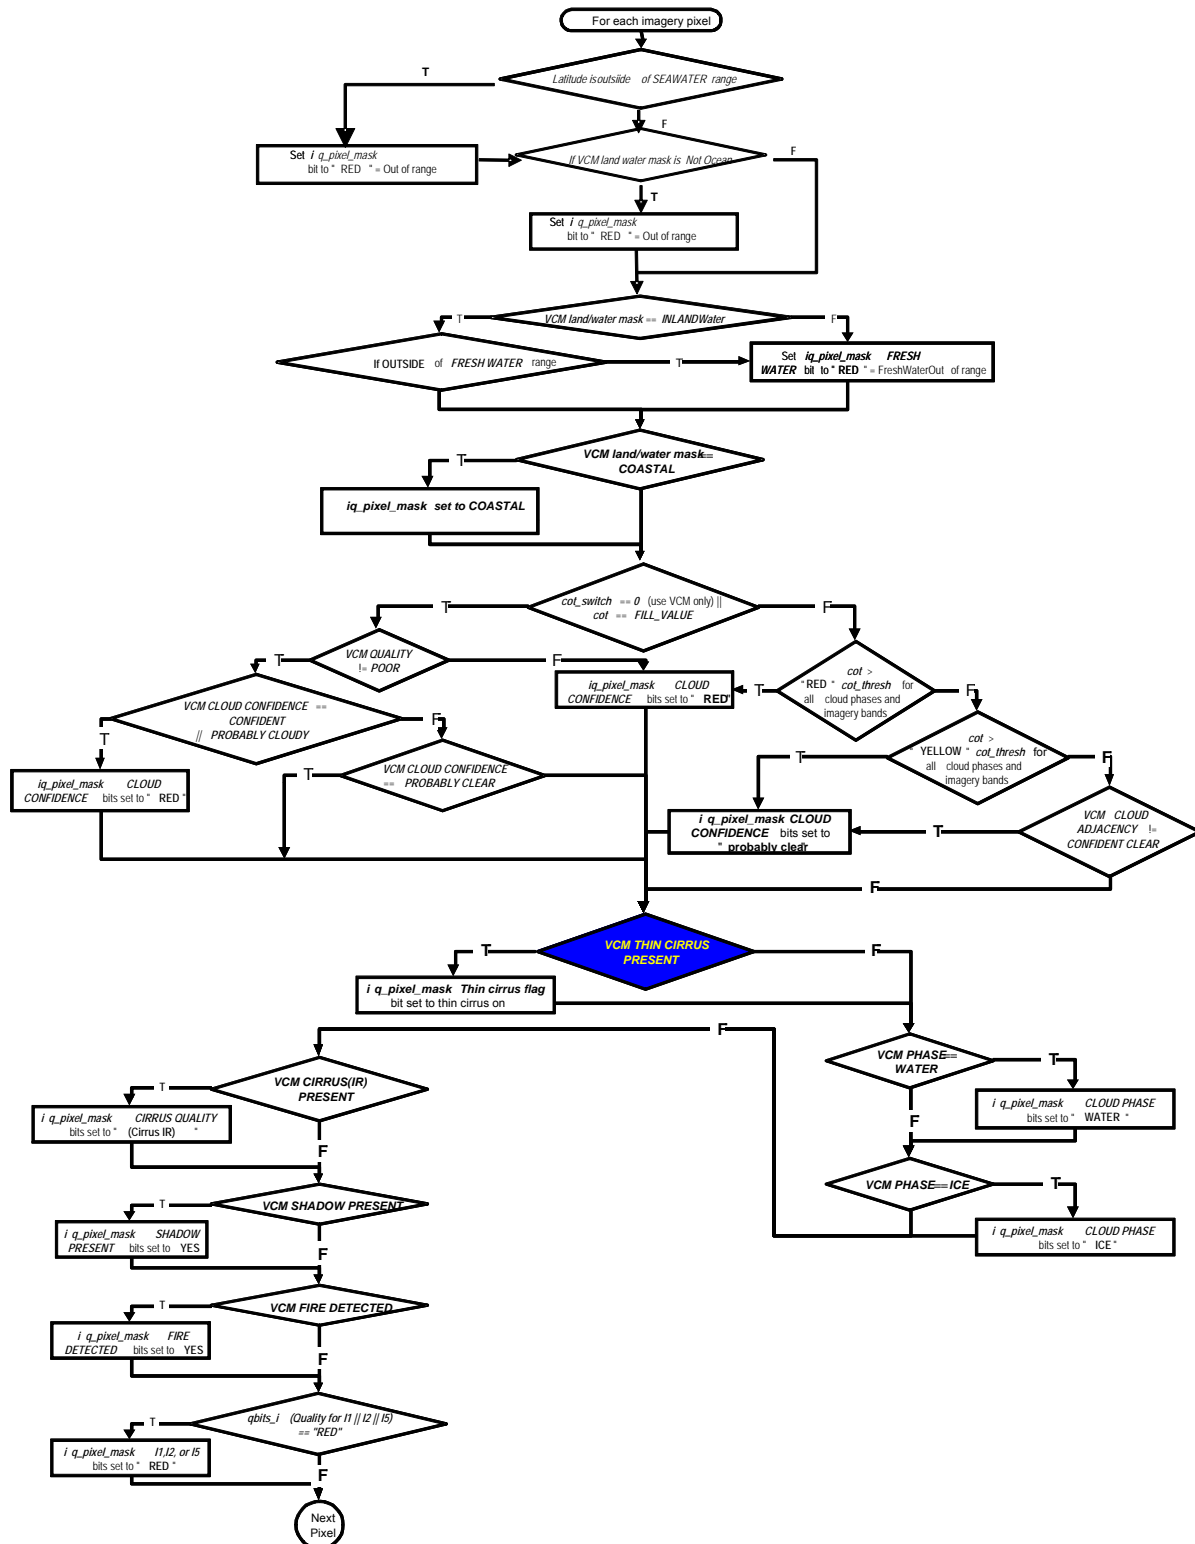 For each imagery pixel
Latitude isoutsiide of SEAWATER range
T
F
Set i q_pixel_mask
bit to " RED " = Out of range
If VCM land water mask is Not Ocean
F
T
Set i q_pixel_mask
bit to " RED " = Out of range
VCM land/water mask == INLANDWater
T
F
If OUTSIDE of FRESH WATER range
T
Set iq_pixel_mask FRESH
WATER bit to " RED " = FreshWaterOut of range
VCM land/water mask==
COASTAL
T
iq_pixel_mask set to COASTAL
cot_switch == 0 (use VCM only) ||
cot == FILL_VALUE
T
F
VCM QUALITY
!= POOR
T
F
iq_pixel_mask CLOUD
CONFIDENCE bits set to " RED"
T
cot >
"RED " cot_thresh for
all cloud phases and
imagery bands
F
VCM CLOUD CONFIDENCE ==
CONFIDENT
|| PROBABLY CLOUDY
T
F
cot >
" YELLOW " cot_thresh for
all cloud phases and
imagery bands
T
F
iq_pixel_mask CLOUD
CONFIDENCE bits set to " RED "
T
VCM CLOUD CONFIDENCE
== PROBABLY CLEAR
i q_pixel_mask CLOUD
CONFIDENCE bits set to
" probably clear"
T
VCM CLOUD
ADJACENCY !=
CONFIDENT CLEAR
F
VCM THIN CIRRUS
PRESENT
T
F
i q_pixel_mask Thin cirrus flag
bit set to thin cirrus on
F
VCM PHASE==
WATER
T
i q_pixel_mask CLOUD PHASE
bits set to " WATER "
F
VCM CIRRUS(IR)
PRESENT
T
i q_pixel_mask CIRRUS QUALITY
bits set to " (Cirrus IR) "
F
VCM PHASE== ICE
T
i q_pixel_mask CLOUD PHASE
bits set to " ICE "
VCM SHADOW PRESENT
T
i q_pixel_mask SHADOW
PRESENT bits set to YES
F
VCM FIRE DETECTED
T
i q_pixel_mask FIRE
DETECTED bits set to YES
F
qbits_i (Quality for I1 || I2 || I5)
== "RED"
T
i q_pixel_mask I1,I2, or I5
bits set to " RED "
F
Next
Pixel